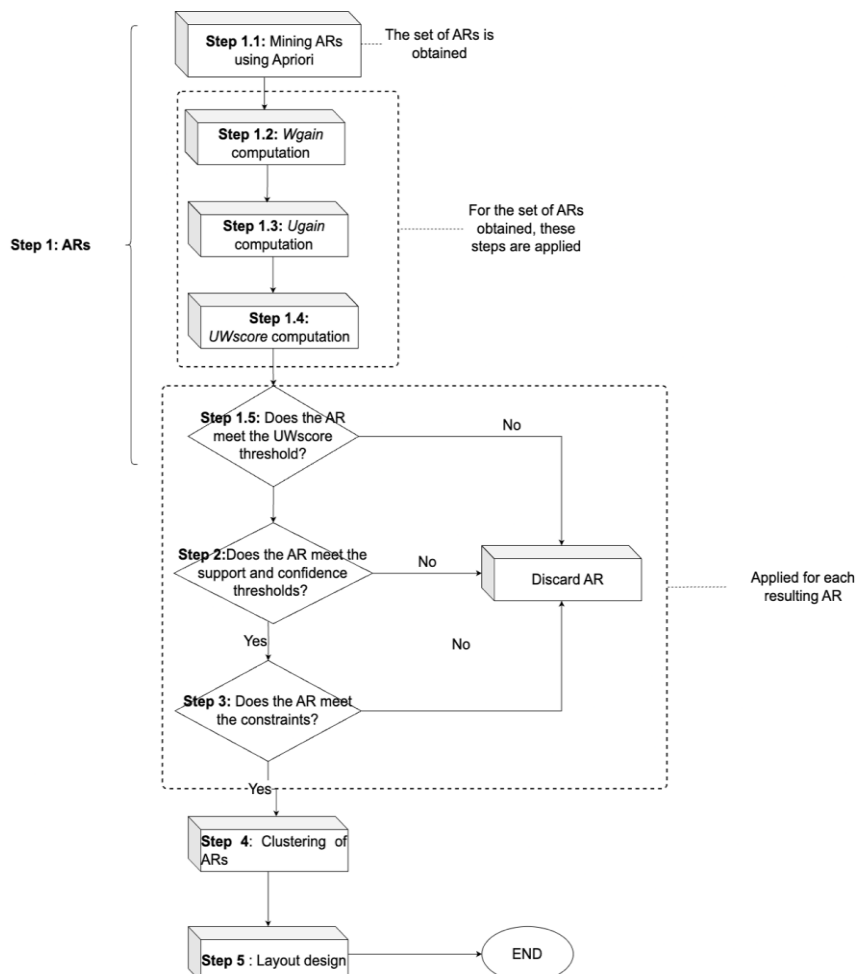 Step 1.1: Mining ARs
using Apriori
The set of ARs is
obtained
Step 1.2: Wgain
computation
Step 1: ARs
Step 1.3: Ugain
computation
For the set of ARs
obtained, these
steps are applied
Step 1.4:
UWscore computation
Step 1.5: Does the AR
meet the UWscore
threshold?
No
Step 2:Does the AR meet the
support and confidence
thresholds?
No
Discard AR
Applied for each
resulting AR
Yes
No
Step 3: Does the AR meet
the constraints?
Yes
Step 4: Clustering of
ARs
Step 5 : Layout design
END